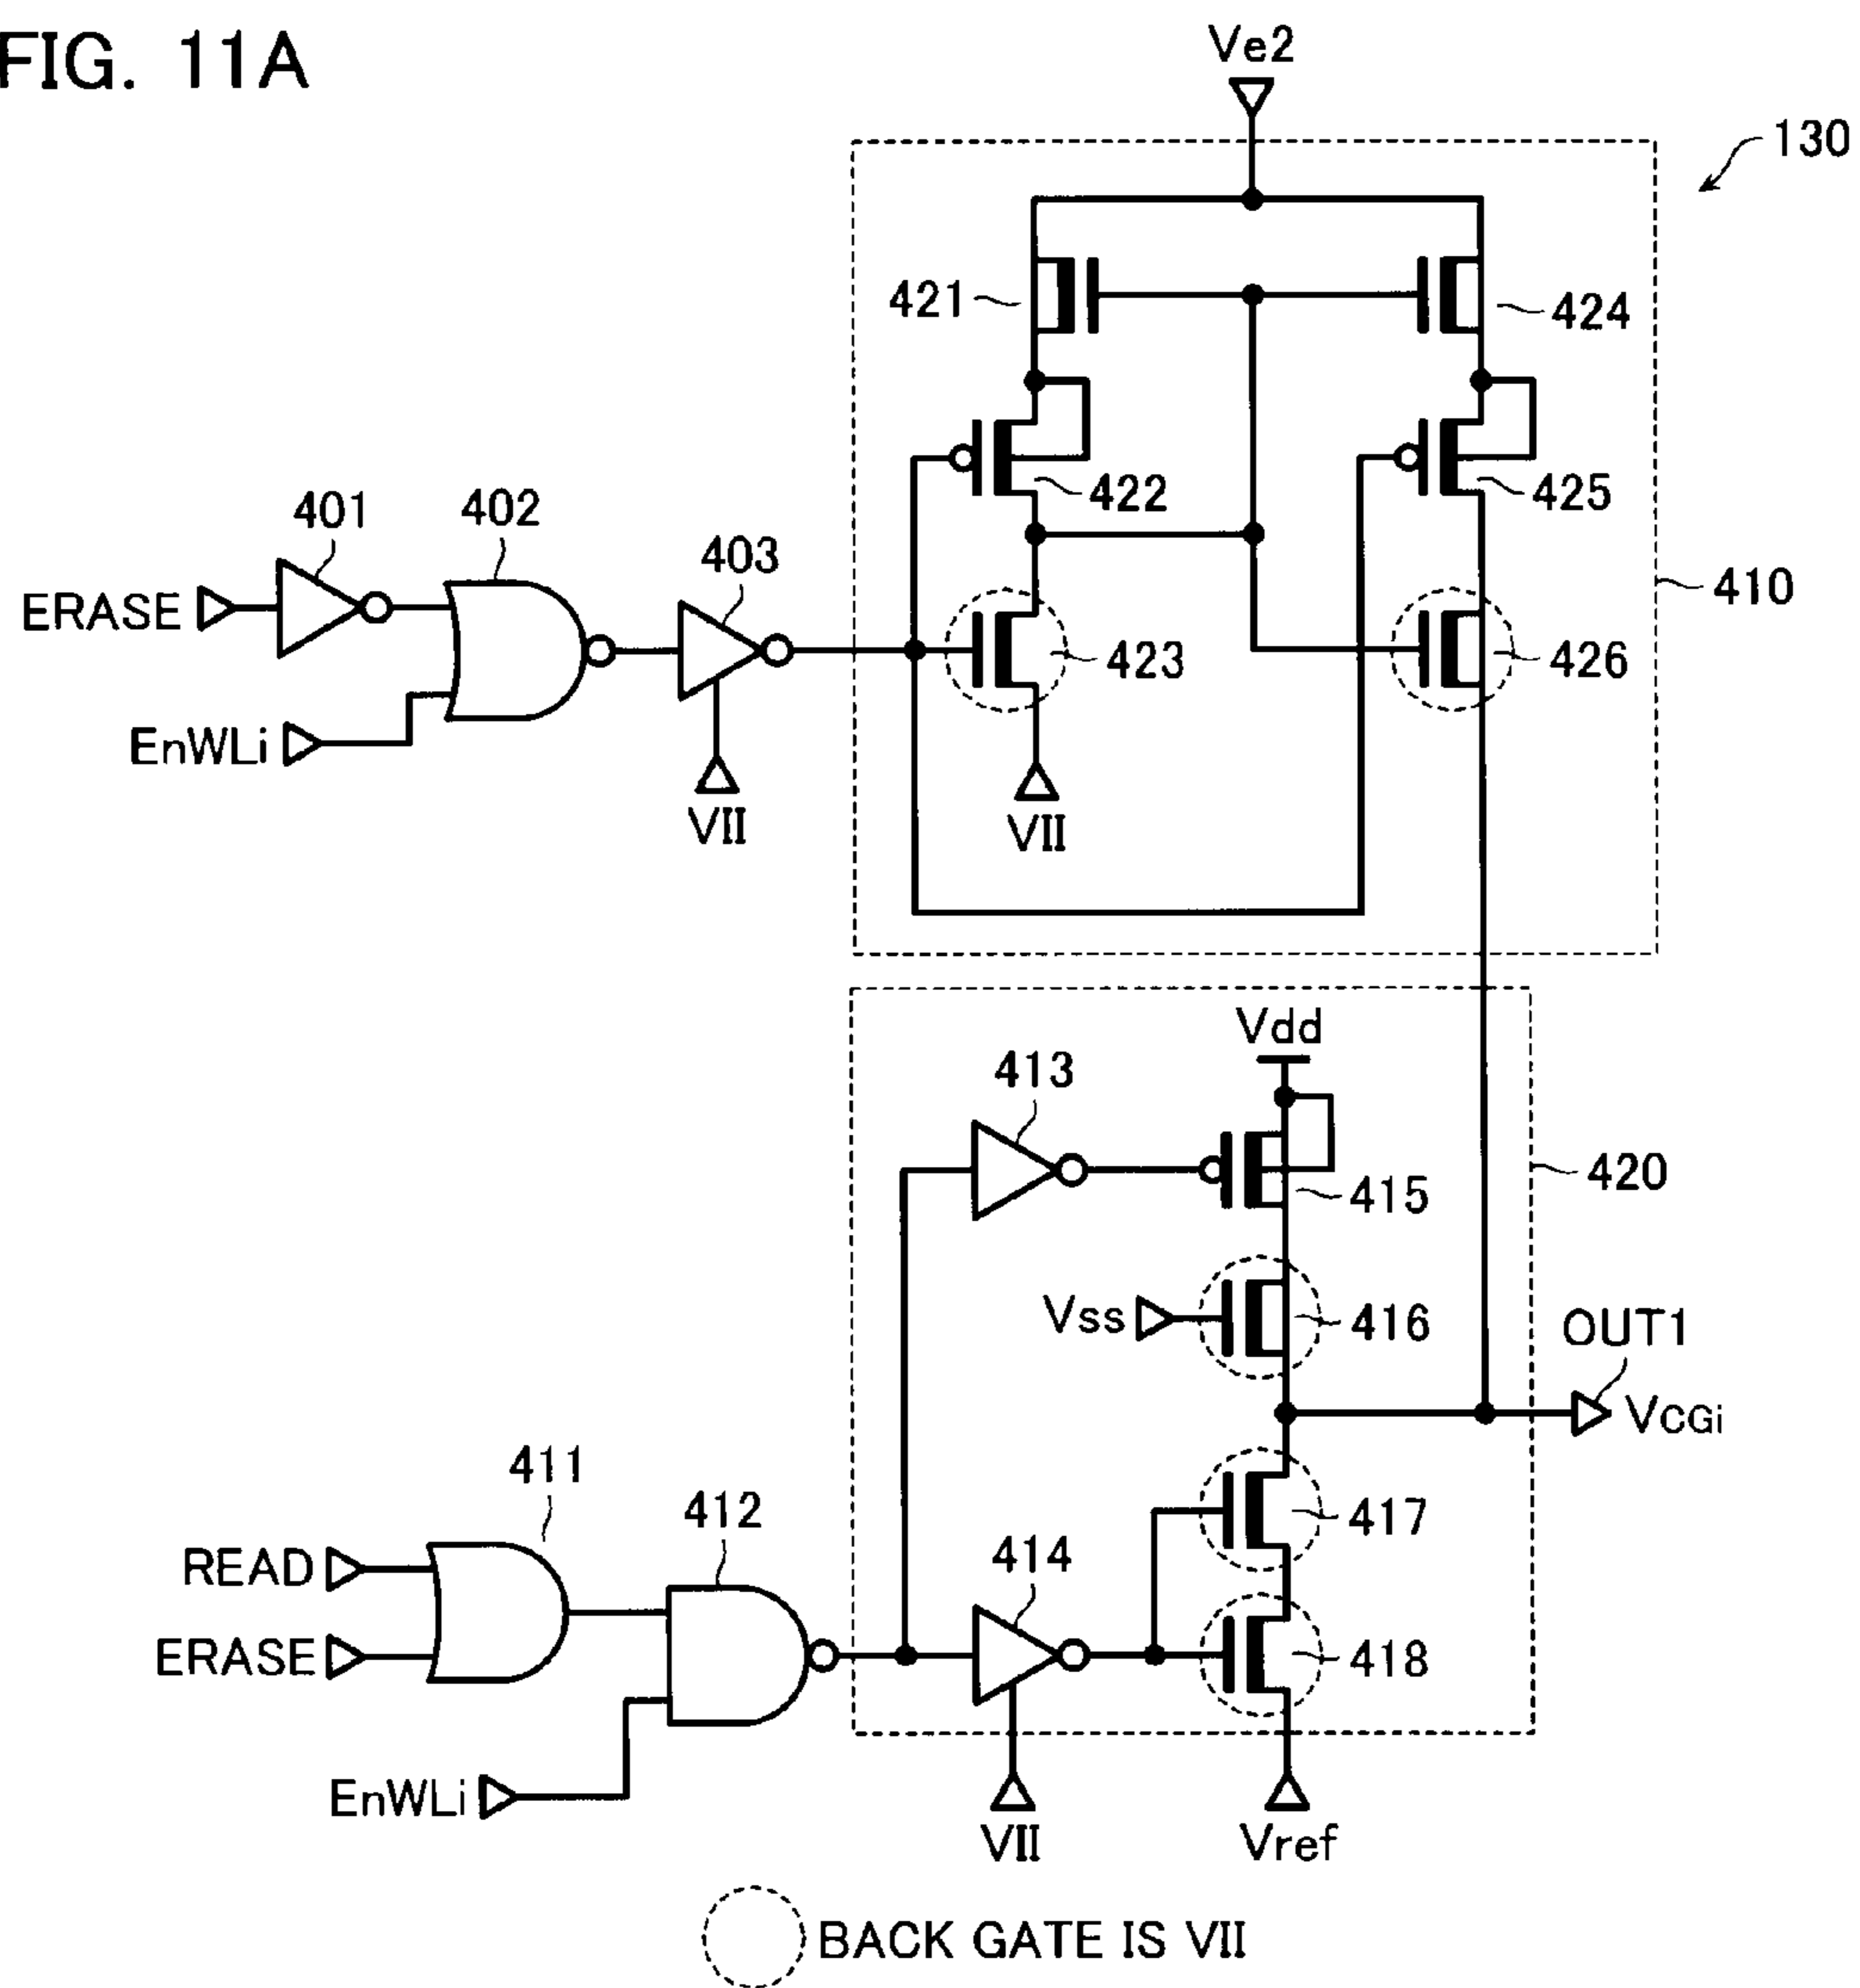 FIG. 11A
Ve2
130
421
424
422
425
401
402
403
ERASE
410
423
426
EnWLi
VII
VII
Vdd
413
420
415
Vss
416
OUT1
VCGi
411
412
417
READ
414
ERASE
418
EnWLi
VII
Vref
BACK GATE IS VII